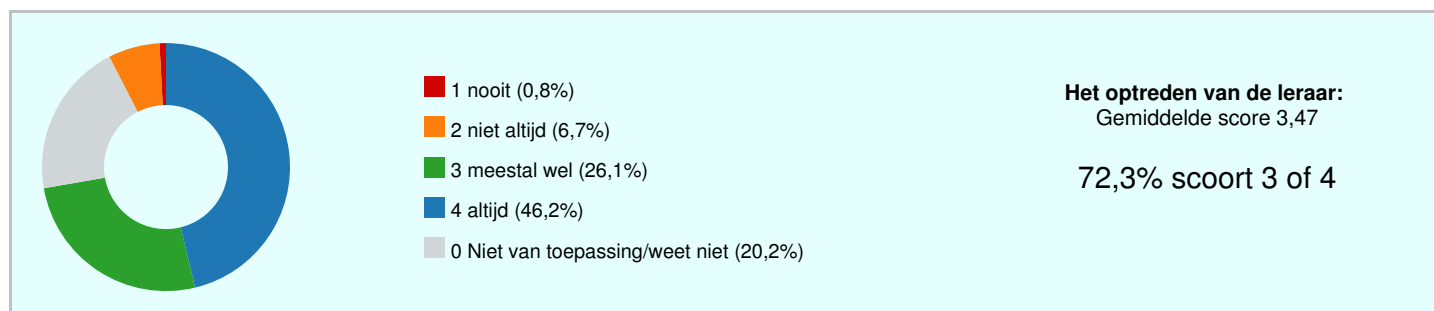 1 nooit (0,8%)
2 niet altijd (6,7%)
3 meestal wel (26,1%)
4 altijd (46,2%)
0 Niet van toepassing/weet niet (20,2%)
Het optreden van de leraar:
Gemiddelde score 3,47
72,3% scoort 3 of 4